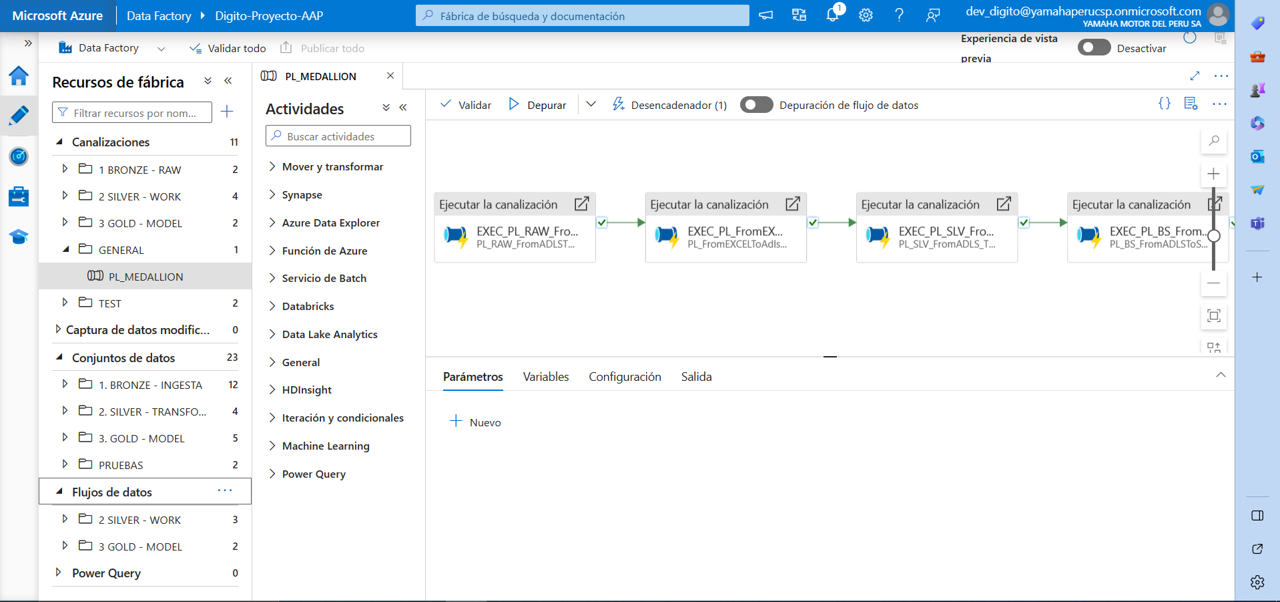 Microsoft Azure
Data Factory
Digito-Proyecto-AAP
Fábrica de búsqueda y documentación
1
dev_digito@yamahaperucsp.onmicrosoft.com
YAMAHA MOTOR DEL PERU SA
Data Factory
Validar todo
Publicar todo
Experiencia de vista
previa
Desactivar
Recursos de fábrica
Filtrar recursos por nom...
Canalizaciones 11
1 BRONZE - RAW 2
2 SILVER - WORK 4
3 GOLD - MODEL 2
GENERAL 1
PL_MEDALLION
TEST 2
Captura de datos modific... 0
Conjuntos de datos 23
1. BRONZE - INGESTA 12
2. SILVER - TRANSFO... 4
3. GOLD - MODEL 5
PRUEBAS 2
Flujos de datos ...
2 SILVER - WORK 3
3 GOLD - MODEL 2
Power Query 0
PL_MEDALLION
Actividades
Buscar actividades
Mover y transformar
Synapse
Azure Data Explorer
Función de Azure
Servicio de Batch
Databricks
Data Lake Analytics
General
HDInsight
Iteración y condicionales
Machine Learning
Power Query
Validar
Depurar
Desencadenador (1)
Depuración de flujo de datos
Ejecutar la canalización
EXEC_PL_RAW_Fro...
PL_RAW_FromADLST...
Ejecutar la canalización
EXEC_PL_FromEX...
PL_FromEXCELToAdls...
Ejecutar la canalización
EXEC_PL_SLV_Fro...
PL_SLV_FromADLS_T...
Ejecutar la canalización
EXEC_PL_BS_From...
PL_BS_FromADLSToS...
Parámetros
Variables
Configuración
Salida
Nuevo